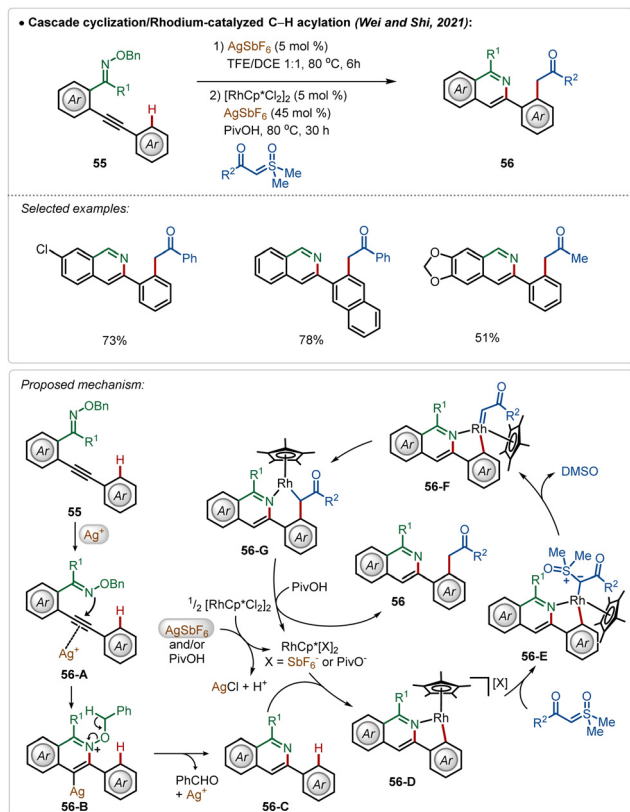 • Cascade cyclization/Rhodium-catalyzed C–H acylation (Wei and Shi, 2021):
N OBn
R¹
H
Ar
Ar
55
1) AgSbF₆ (5 mol %)
TFE/DCE 1:1, 80 °C, 6h
2) [RhCp*Cl₂]₂ (5 mol %)
AgSbF₆ (45 mol %)
PivOH, 80 °C, 30 h
O O
R² S Me
Me
R¹ O
N R²
Ar
Ar
56
Selected examples:
Cl N O Ph
73%
N O Ph
78%
O O N O Me
51%
Proposed mechanism:
N OBn
R¹
H
Ar
Ar
55
Ag⁺
R¹
N OBn
H
Ar
Ar
Ag⁺
56-A
H Ph
R¹ O
N⁺ H
Ar
Ag Ar
56-B
PhCHO
+ Ag⁺
R¹
N H
Ar
Ar
56-C
R¹ Rh O
N R²
Ar
Ar
56-G
PivOH
½ [RhCp*Cl₂]₂
AgSbF₆
and/or
PivOH
AgCl + H⁺
RhCp*[X]₂
X = SbF₆⁻ or PivO⁻
R¹ O
N R²
Ar
Ar
56
R¹ O
R²
N Rh
Ar
Ar
56-F
DMSO
Me
O=S Me O
+ − R²
R¹
N Rh
Ar
Ar
56-E
[X]
R¹ Rh
N
Ar
Ar
56-D
O O
R² S Me
Me